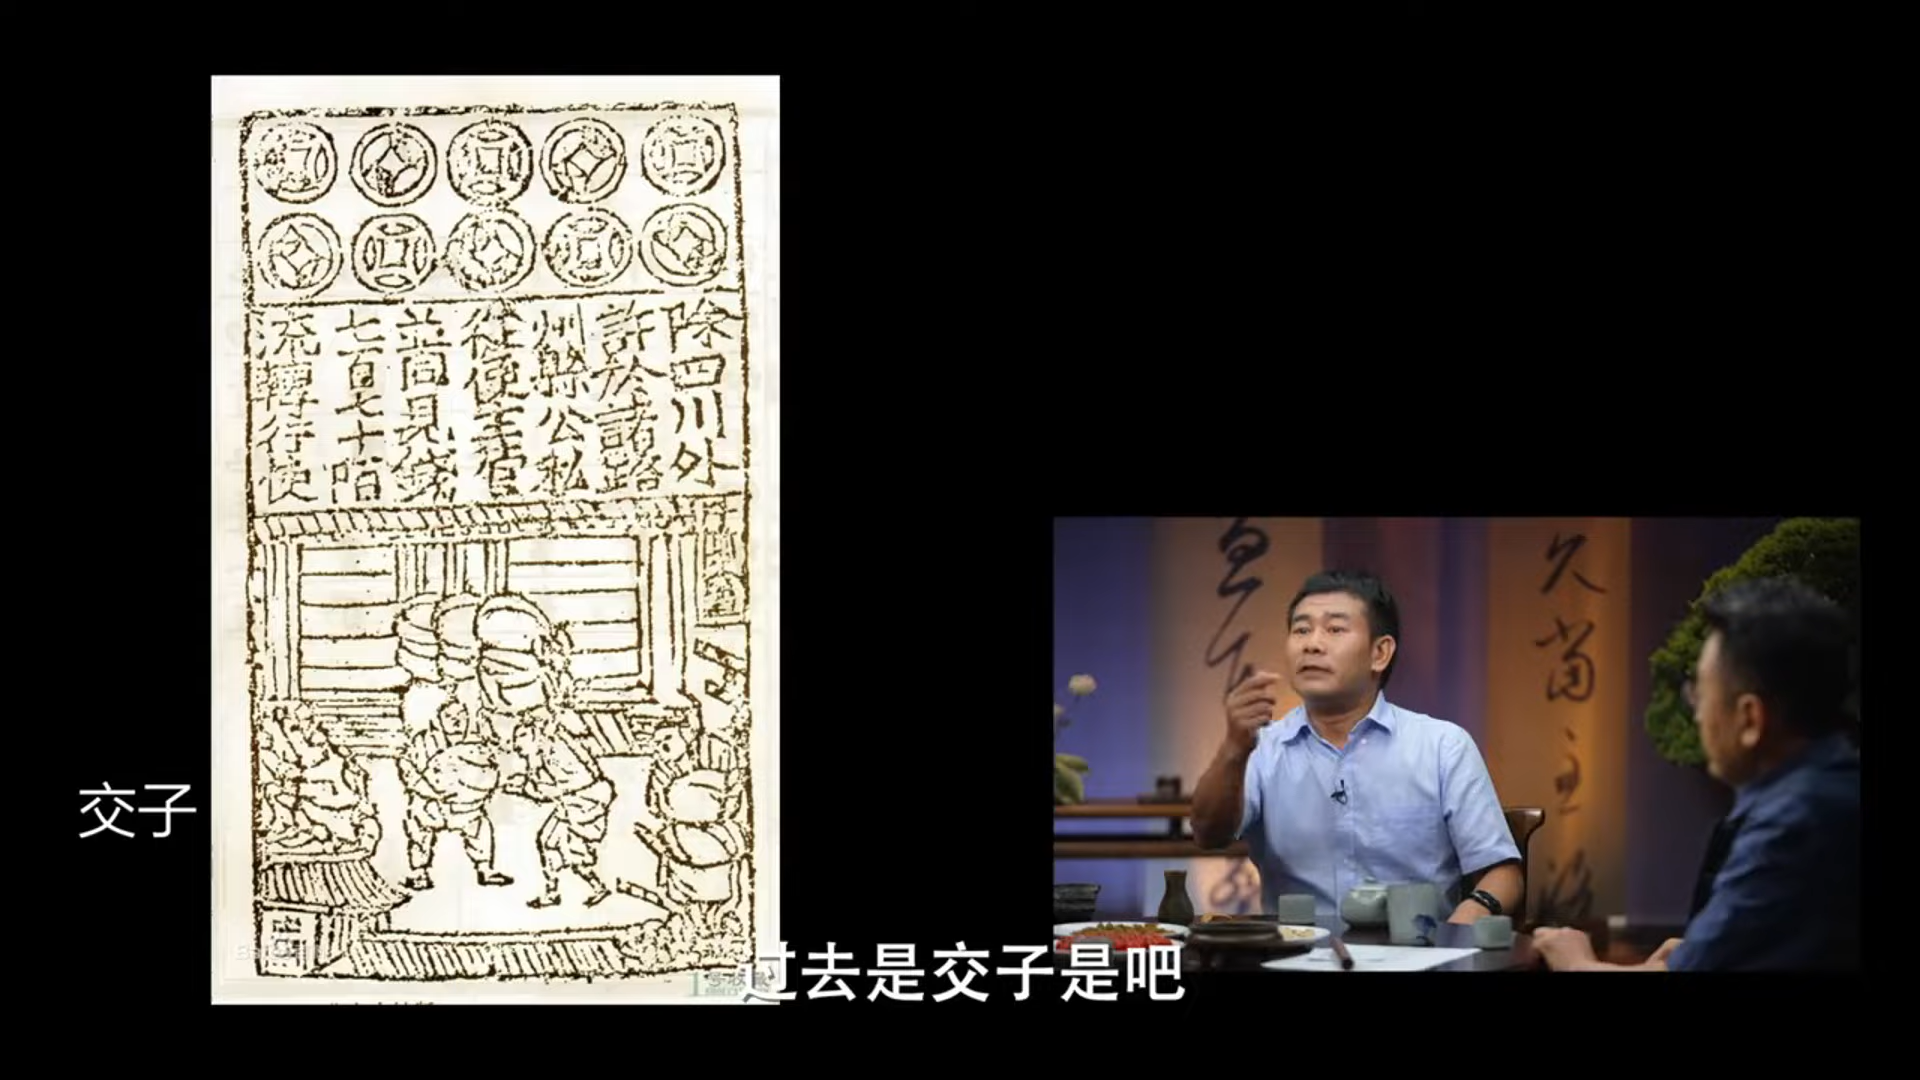 除四川外
許於諸路
州縣公私
從便主管
並同見錢
七百七十陌
流轉行使
交子
过去是交子是吧